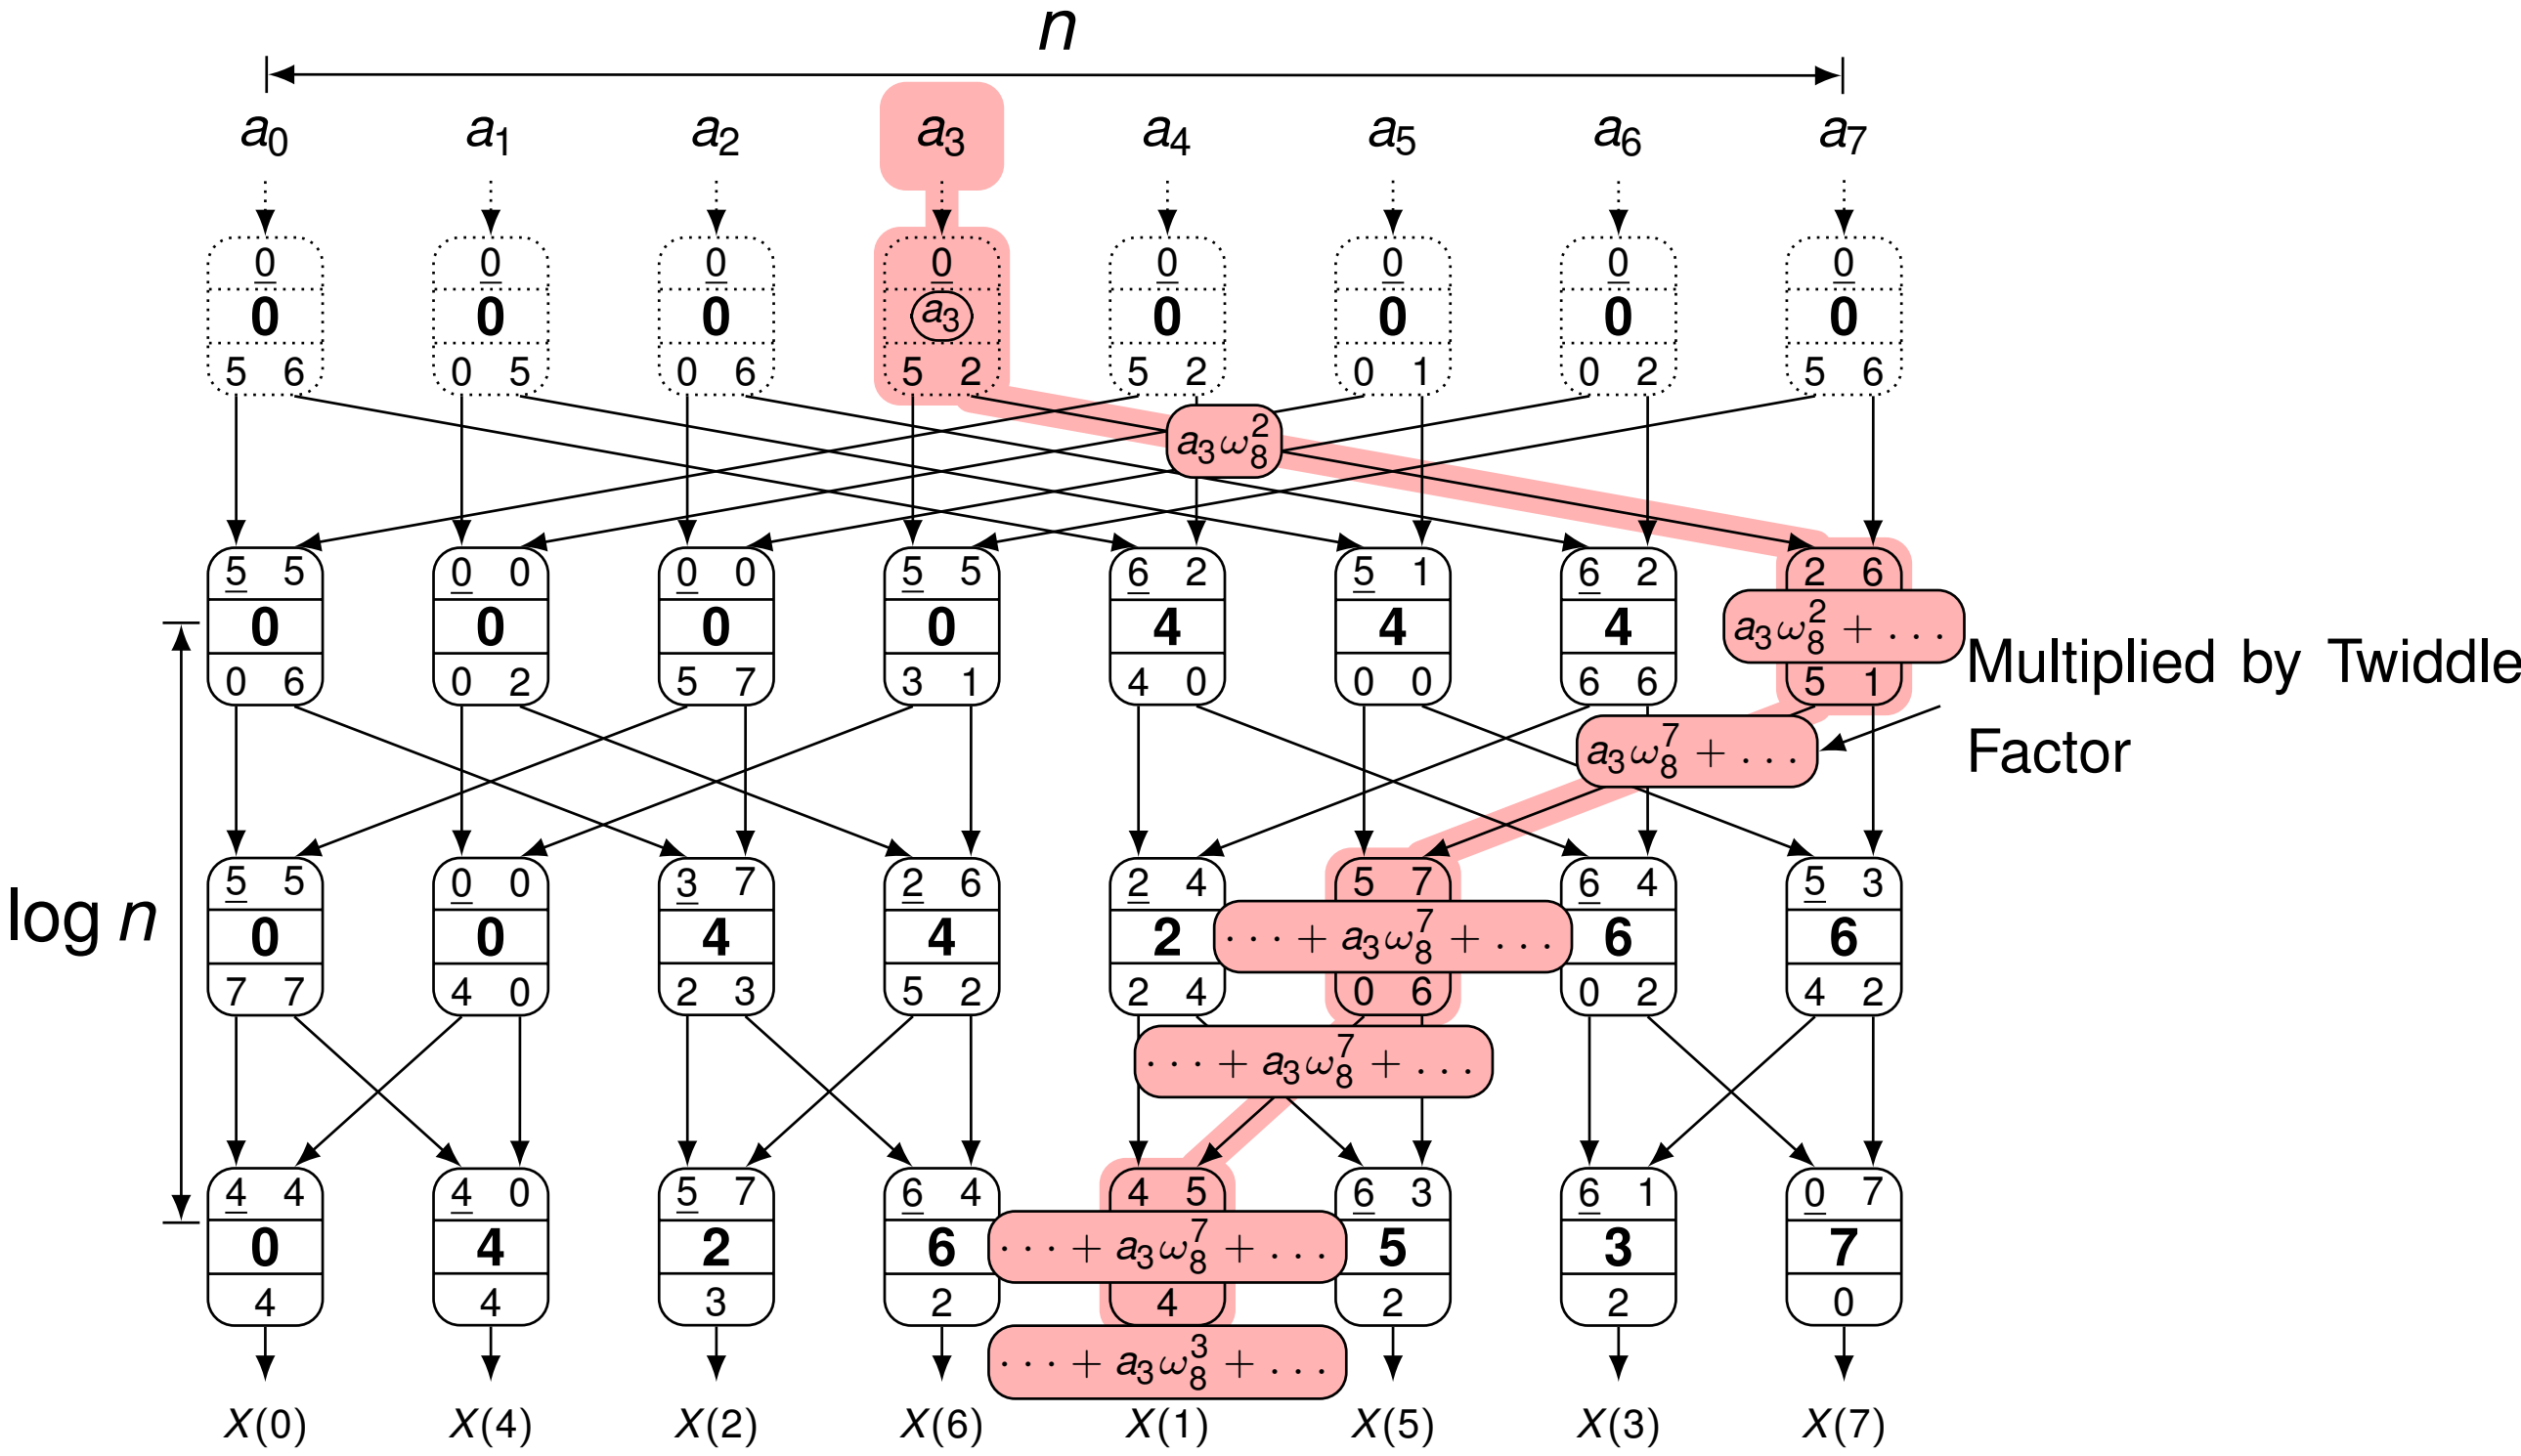 n
a0 a1 a2 a3 a4 a5 a6 a7
0 0 0 0 0 0 0 0
0 0 0 a3 0 0 0 0
5 6 0 5 0 6 5 2 5 2 0 1 0 2 5 6
a3ω8^2
5 5 0 0 0 0 5 5 6 2 5 1 6 2 2 6
0 0 0 0 4 4 4 a3ω8^2 + ...
0 6 0 2 5 7 3 1 4 0 0 0 6 6 5 1
Multiplied by Twiddle
Factor
a3ω8^7 + ...
5 5 0 0 3 7 2 6 2 4 5 7 6 4 5 3
log n
0 0 4 4 2 ··· + a3ω8^7 + ... 6 6
7 7 4 0 2 3 5 2 2 4 0 6 0 2 4 2
··· + a3ω8^7 + ...
4 4 4 0 5 7 6 4 4 5 6 3 6 1 0 7
0 4 2 6 ··· + a3ω8^7 + ... 5 3 7
4 4 3 2 4 2 2 0
··· + a3ω8^3 + ...
X(0) X(4) X(2) X(6) X(1) X(5) X(3) X(7)